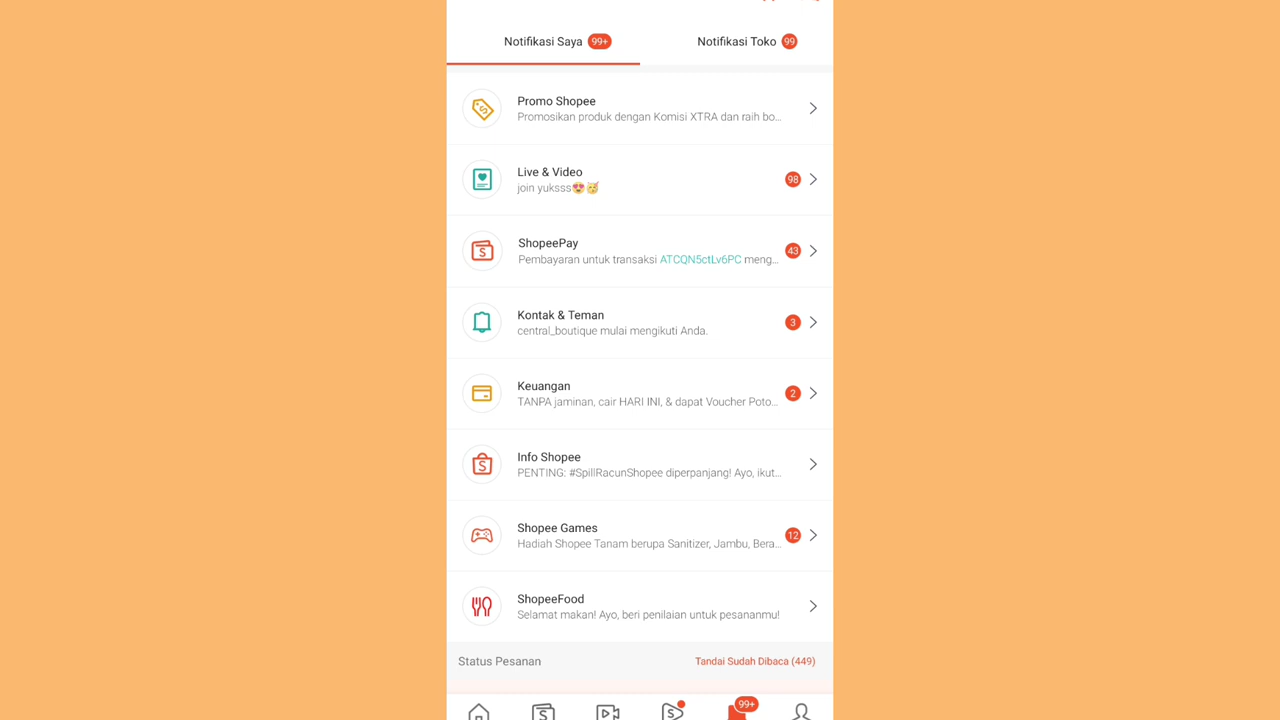 Notifikasi Saya 99+
Notifikasi Toko 99
Promo Shopee
Promosikan produk dengan Komisi XTRA dan raih bo...
Live & Video
join yuksss😍🥳
98
ShopeePay
Pembayaran untuk transaksi ATCQN5ctLv6PC meng...
43
Kontak & Teman
central_boutique mulai mengikuti Anda.
3
Keuangan
TANPA jaminan, cair HARI INI, & dapat Voucher Poto...
2
Info Shopee
PENTING: #SpillRacunShopee diperpanjang! Ayo, ikut...
Shopee Games
Hadiah Shopee Tanam berupa Sanitizer, Jambu, Bera...
12
ShopeeFood
Selamat makan! Ayo, beri penilaian untuk pesananmu!
Status Pesanan
Tandai Sudah Dibaca (449)
99+